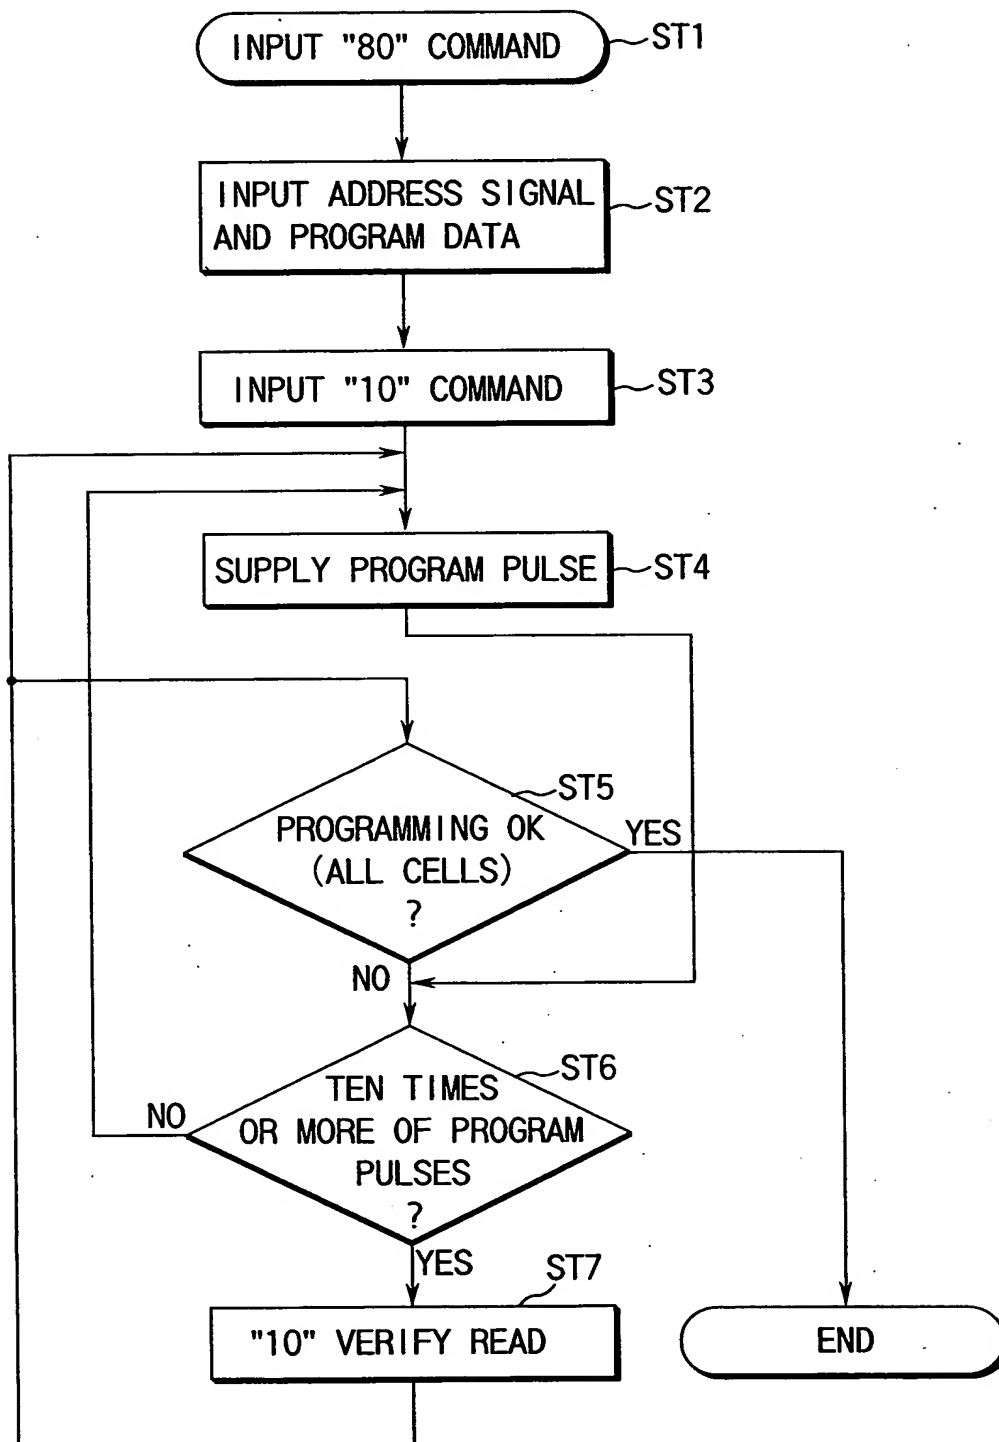 INPUT "80" COMMAND
ST1
INPUT ADDRESS SIGNAL
AND PROGRAM DATA
ST2
INPUT "10" COMMAND
ST3
SUPPLY PROGRAM PULSE
ST4
ST5
PROGRAMMING OK
(ALL CELLS)
?
YES
NO
ST6
TEN TIMES
OR MORE OF PROGRAM
PULSES
?
NO
YES
ST7
"10" VERIFY READ
END